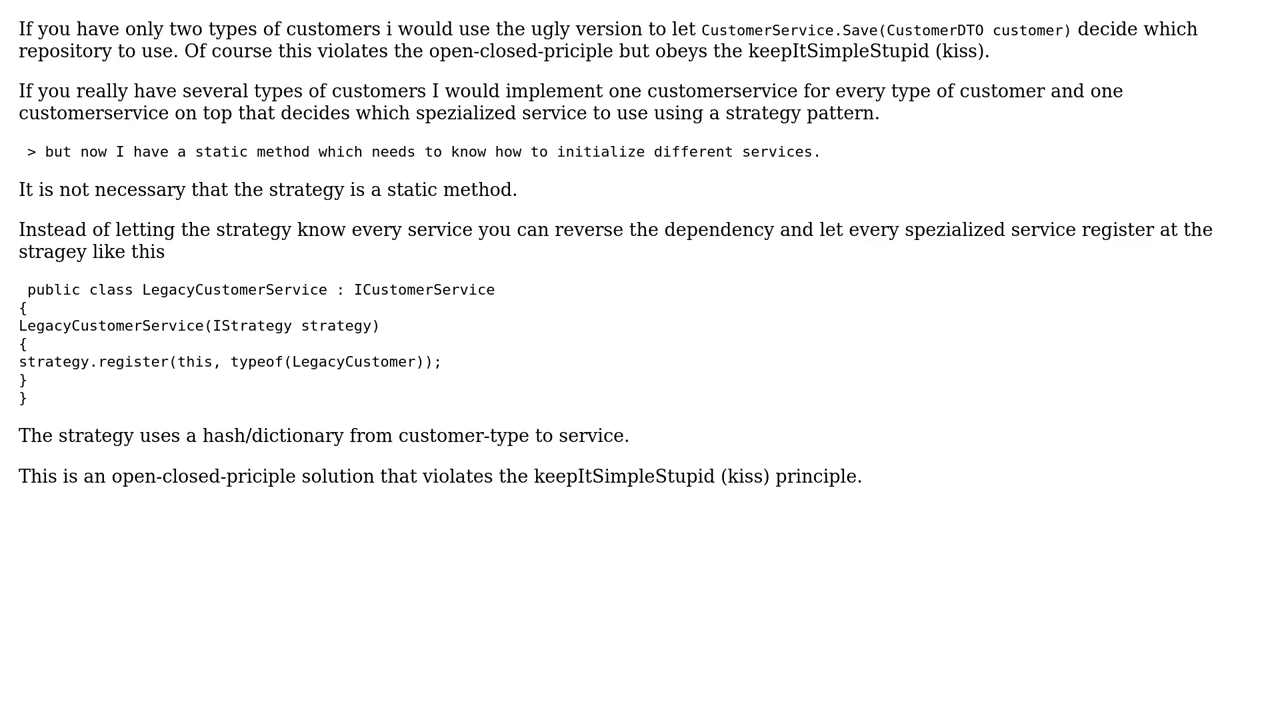 If you have only two types of customers i would use the ugly version to let CustomerService.Save(CustomerDTO customer) decide which
repository to use. Of course this violates the open-closed-priciple but obeys the keepItSimpleStupid (kiss).
If you really have several types of customers I would implement one customerservice for every type of customer and one
customerservice on top that decides which spezialized service to use using a strategy pattern.
> but now I have a static method which needs to know how to initialize different services.
It is not necessary that the strategy is a static method.
Instead of letting the strategy know every service you can reverse the dependency and let every spezialized service register at the
stragey like this
public class LegacyCustomerService : ICustomerService
{
LegacyCustomerService(IStrategy strategy)
{
strategy.register(this, typeof(LegacyCustomer));
}
}
The strategy uses a hash/dictionary from customer-type to service.
This is an open-closed-priciple solution that violates the keepItSimpleStupid (kiss) principle.